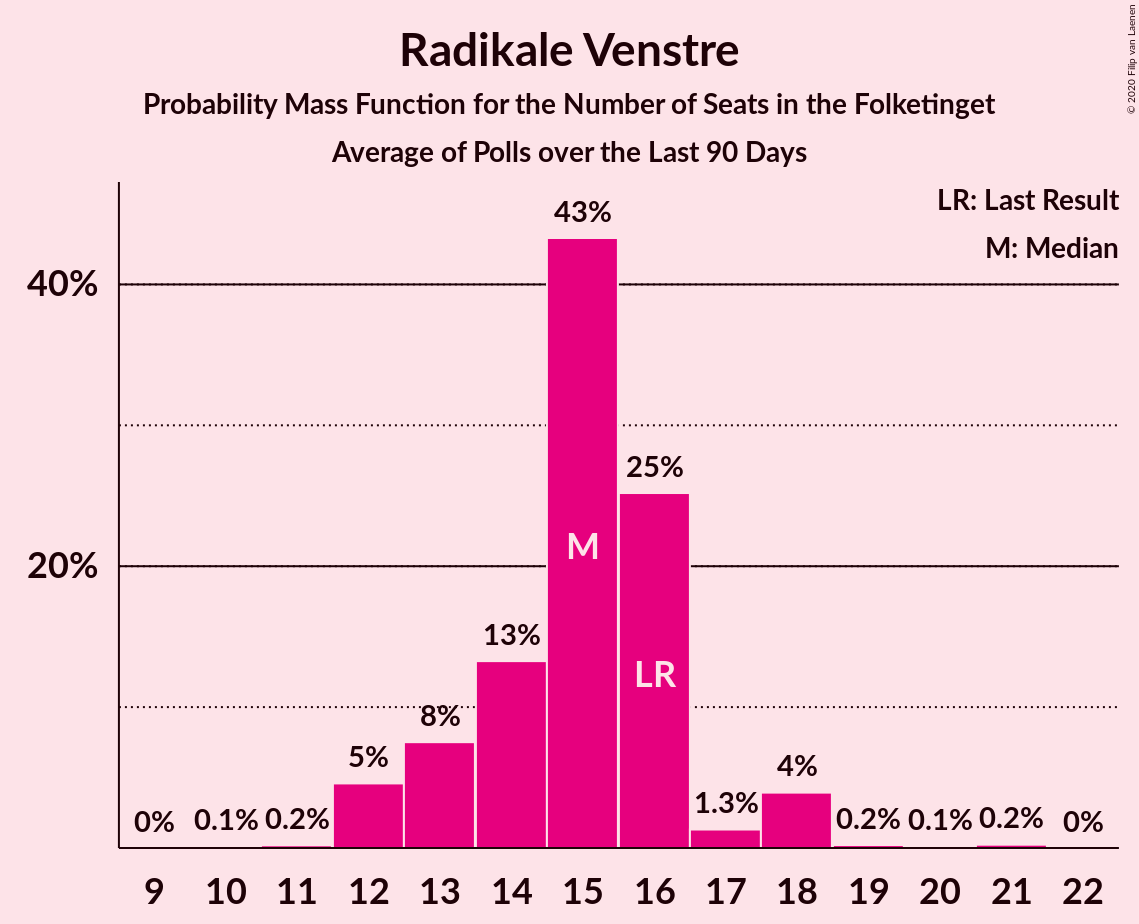 Radikale Venstre
Probability Mass Function for the Number of Seats in the Folketinget
Average of Polls over the Last 90 Days
© 2020 Filip van Laenen
LR: Last Result
M: Median
43%
40%
25%
M
20%
13%
LR
8%
5%
4%
1.3%
0% 0.1% 0.2% 0.2% 0.1% 0.2% 0%
9 10 11 12 13 14 15 16 17 18 19 20 21 22